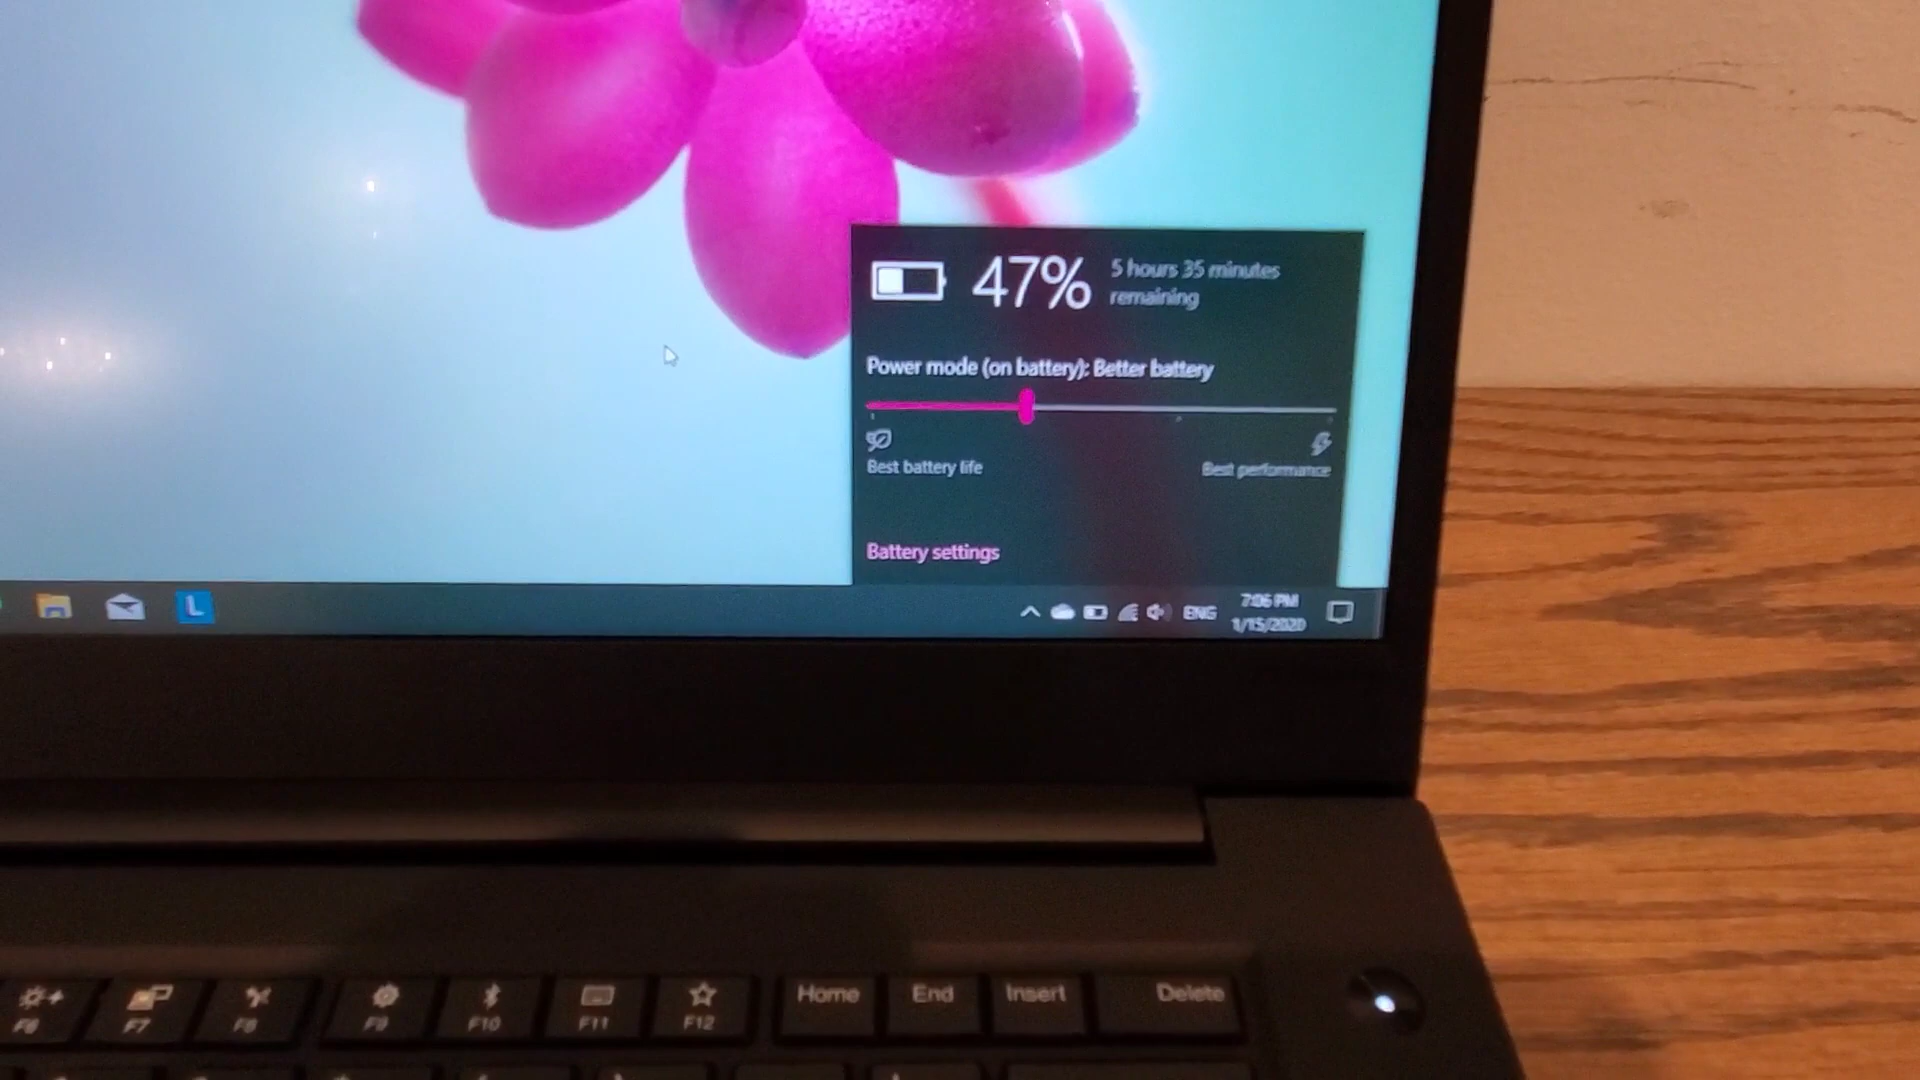 47%
5 hours 35 minutes
remaining
Power mode (on battery): Better battery
Best battery life
Best performance
Battery settings
L
ENG
7:06 PM
1/15/2020
Home
End
Insert
Delete
F6
F7
F8
F9
F10
F11
F12